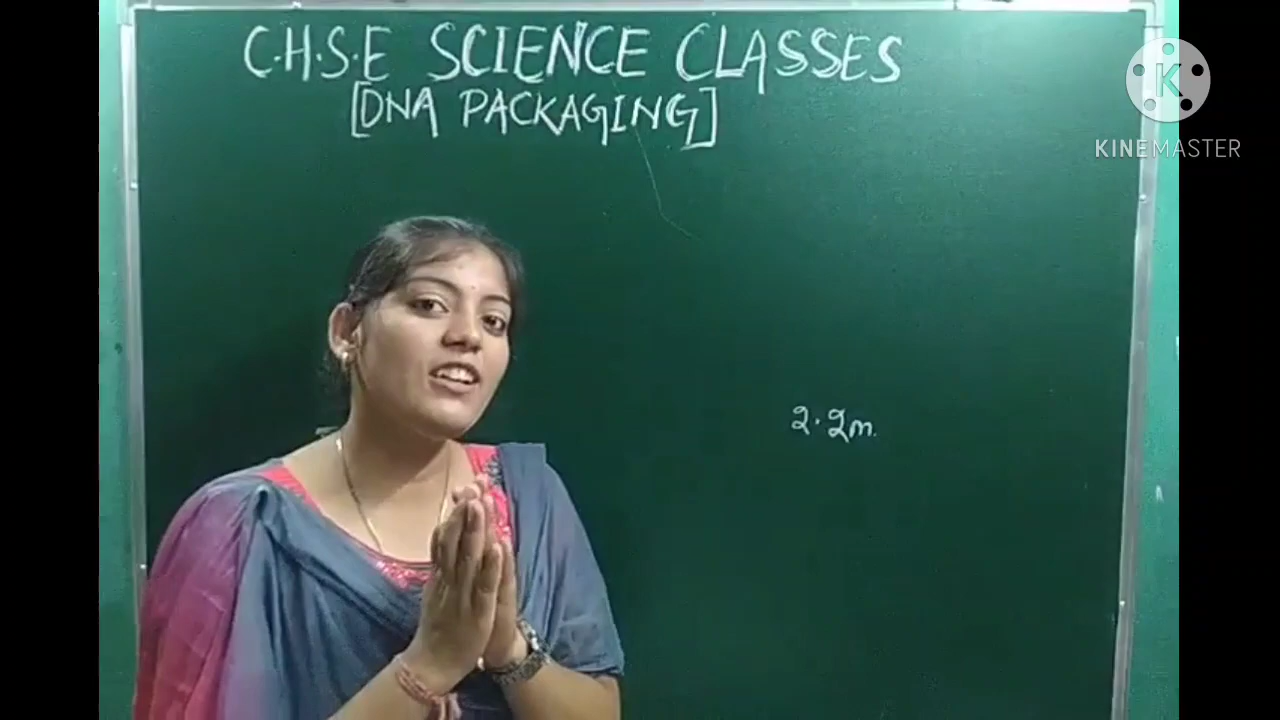 C.H.S.E SCIENCE CLASSES
[DNA PACKAGING]
K
KINEMASTER
2.2m.